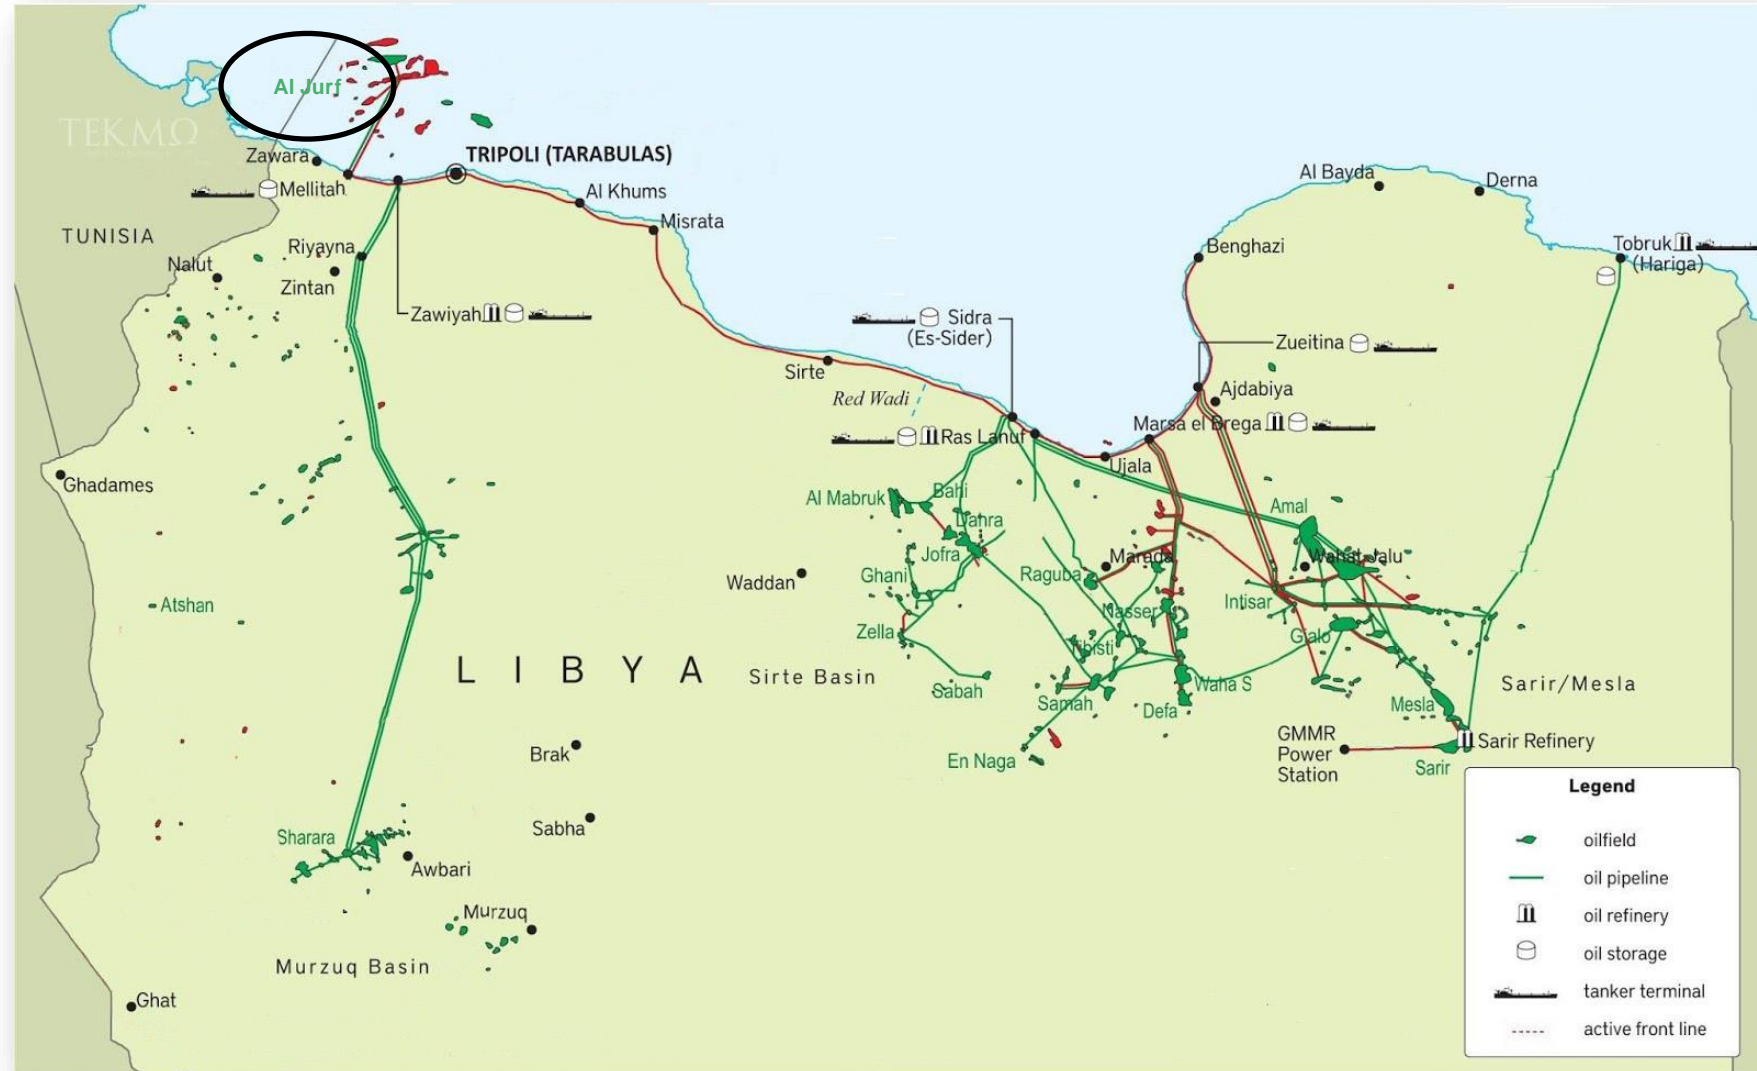 Al Jurf
TEKMΩ
Zawara
TRIPOLI (TARABULAS)
Mellitah
Al Khums
Misrata
TUNISIA
Riyayna
Nalut
Zintan
Zawiyah
Al Bayda
Derna
Benghazi
Tobruk
(Hariga)
Sidra
(Es-Sider)
Zueitina
Sirte
Red Wadi
Ajdabiya
Marsa el Brega
Ras Lanuf
Ujala
Ghadames
Al Mabruk
Bahi
Dahra
Amal
Jofra
Marada
Wahat Jalu
Waddan
Ghani
Raguba
Atshan
Nasser
Intisar
Zella
Gialo
Tibisti
LIBYA
Sirte Basin
Sabah
Samah
Waha S
Defa
Mesla
Sarir/Mesla
GMMR
Power
Station
Sarir Refinery
Sarir
Brak
En Naga
Sabha
Sharara
Awbari
Murzuq
Murzuq Basin
Ghat
Legend
oilfield
oil pipeline
oil refinery
oil storage
tanker terminal
active front line